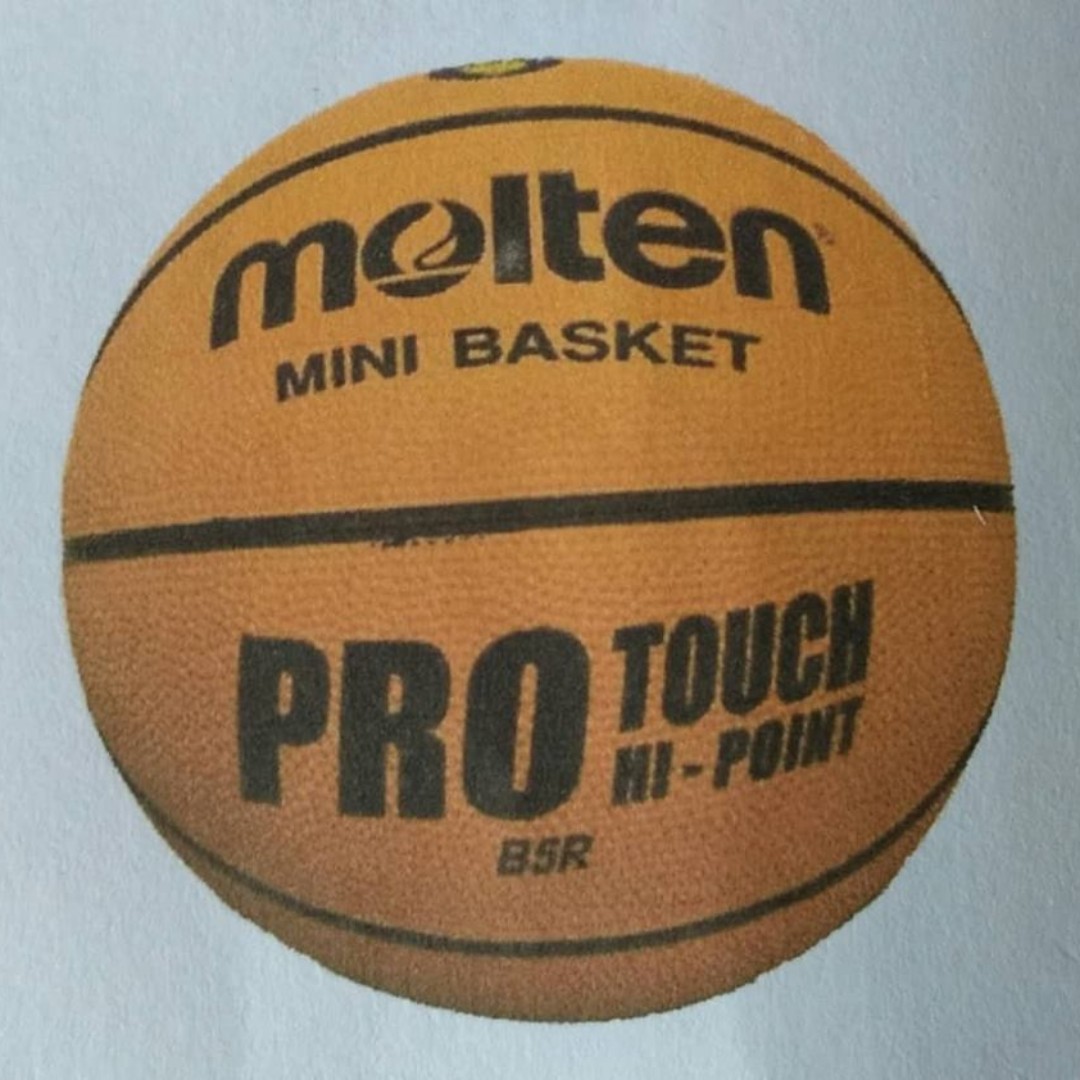 molten
MINI BASKET
PRO TOUCH
HI-POINT
B5R